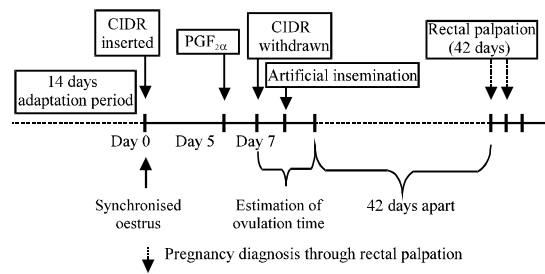 CIDR
inserted
PGF2α
CIDR
withdrawn
Rectal palpation
(42 days)
14 days
adaptation period
Artificial insemination
Day 0
Day 5
Day 7
Synchronised
oestrus
Estimation of
ovulation time
42 days apart
Pregnancy diagnosis through rectal palpation